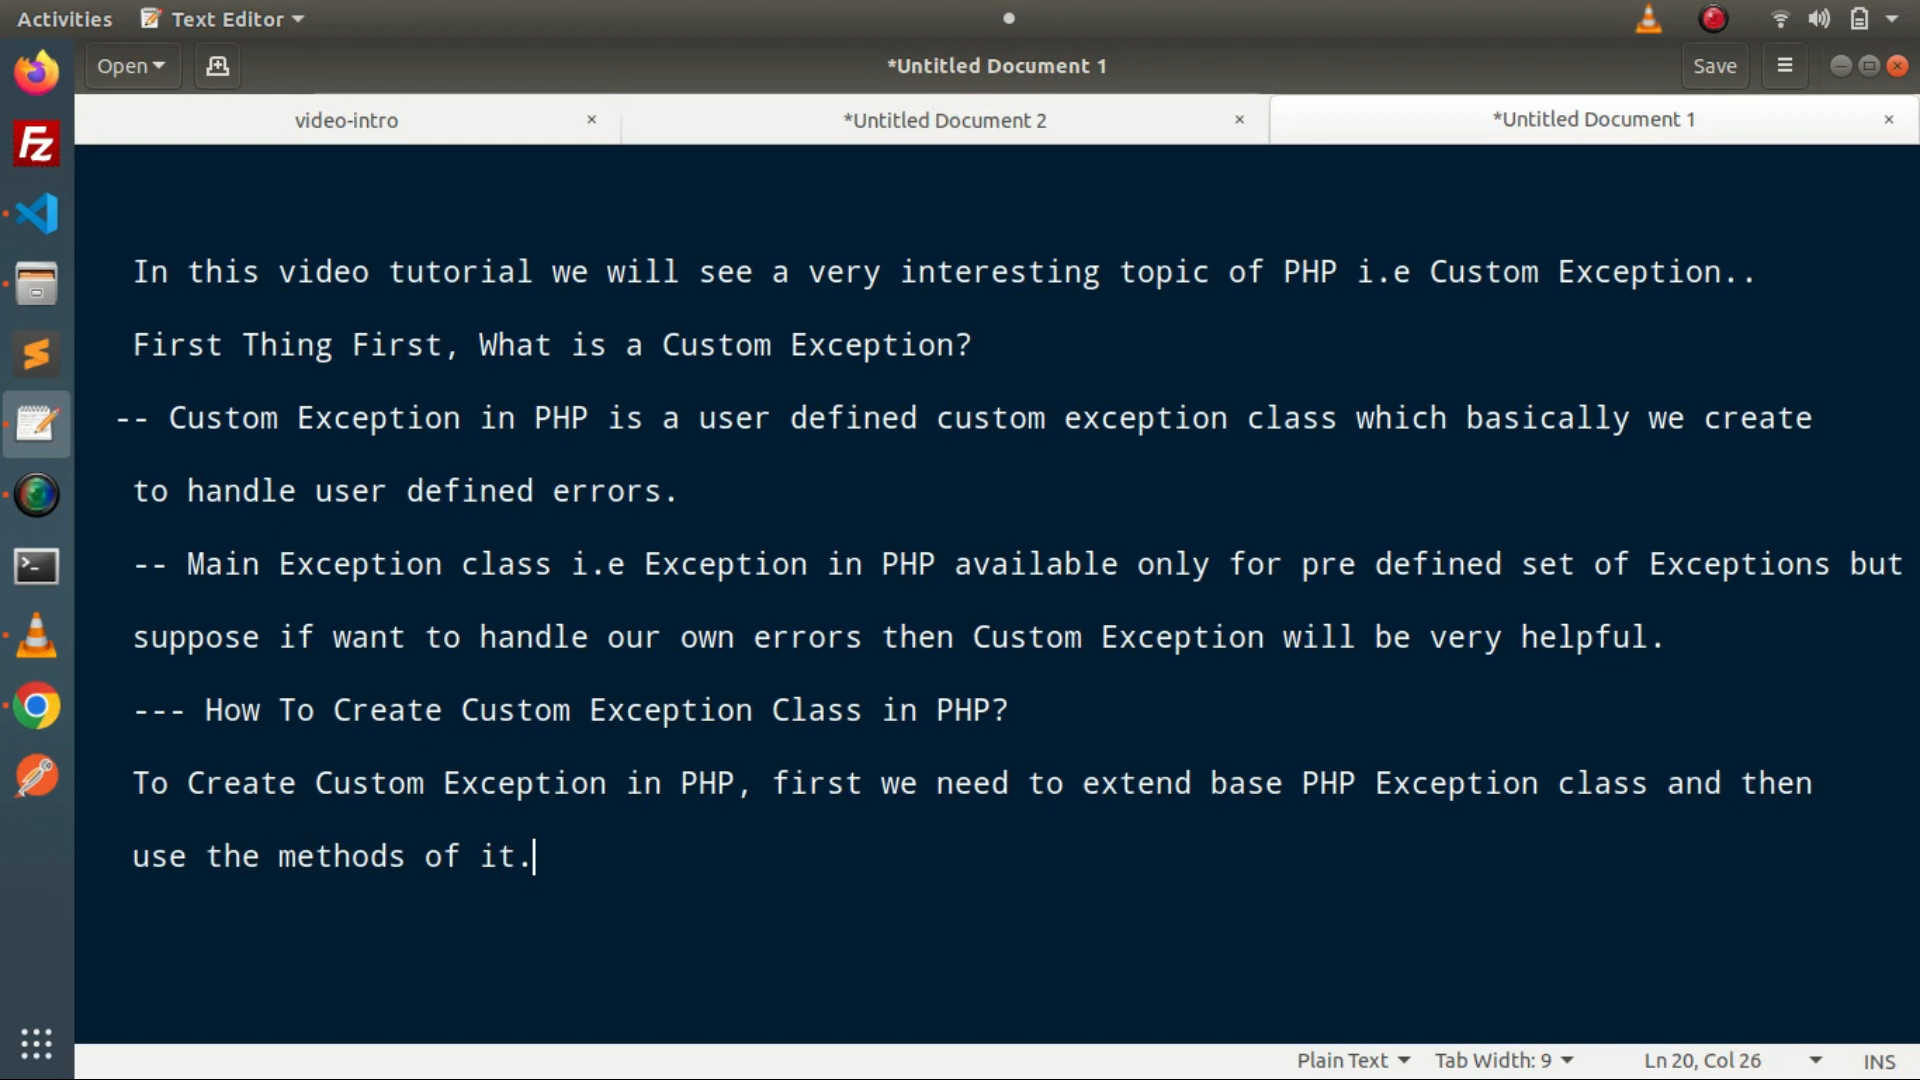 Activities Text Editor
Open *Untitled Document 1 Save
video-intro *Untitled Document 2 *Untitled Document 1
In this video tutorial we will see a very interesting topic of PHP i.e Custom Exception..
First Thing First, What is a Custom Exception?
-- Custom Exception in PHP is a user defined custom exception class which basically we create
to handle user defined errors.
-- Main Exception class i.e Exception in PHP available only for pre defined set of Exceptions but
suppose if want to handle our own errors then Custom Exception will be very helpful.
--- How To Create Custom Exception Class in PHP?
To Create Custom Exception in PHP, first we need to extend base PHP Exception class and then
use the methods of it.
Plain Text Tab Width: 9 Ln 20, Col 26 INS